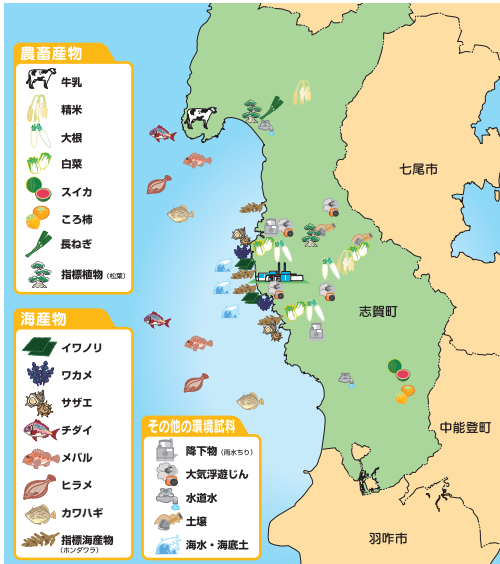 農畜産物
牛乳
精米
大根
白菜
スイカ
ころ柿
長ねぎ
指標植物（松葉）
海産物
イワノリ
ワカメ
サザエ
チダイ
メバル
ヒラメ
カワハギ
指標海産物
（ホンダワラ）
その他の環境試料
降下物（雨水ちり）
大気浮遊じん
水道水
土壌
海水・海底土
七尾市
志賀町
中能登町
羽咋市